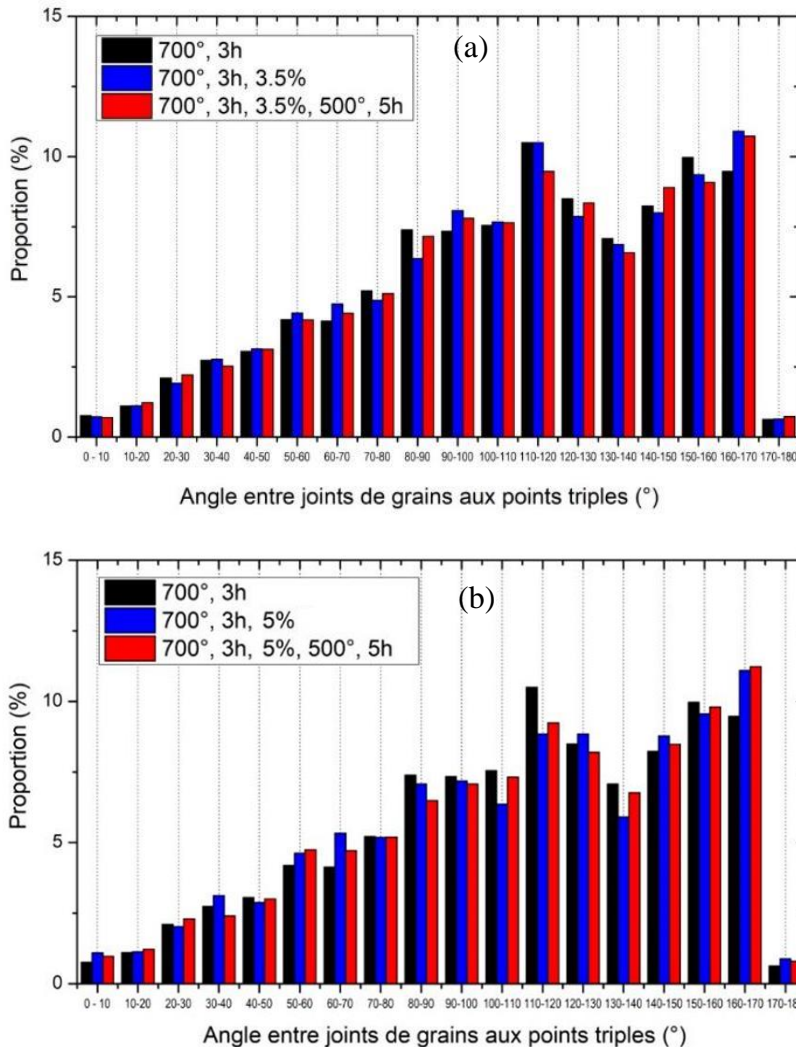 15
(a)
700°, 3h
700°, 3h, 3.5%
700°, 3h, 3.5%, 500°, 5h
10
Proportion (%)
5
0
0 - 10 10-20 20-30 30-40 40-50 50-60 60-70 70-80 80-90 90-100 100-110 110-120 120-130 130-140 140-150 150-160 160-170 170-180
Angle entre joints de grains aux points triples (°)
15
(b)
700°, 3h
700°, 3h, 5%
700°, 3h, 5%, 500°, 5h
10
Proportion (%)
5
0
0 - 10 10-20 20-30 30-40 40-50 50-60 60-70 70-80 80-90 90-100 100-110 110-120 120-130 130-140 140-150 150-160 160-170 170-180
Angle entre joints de grains aux points triples (°)